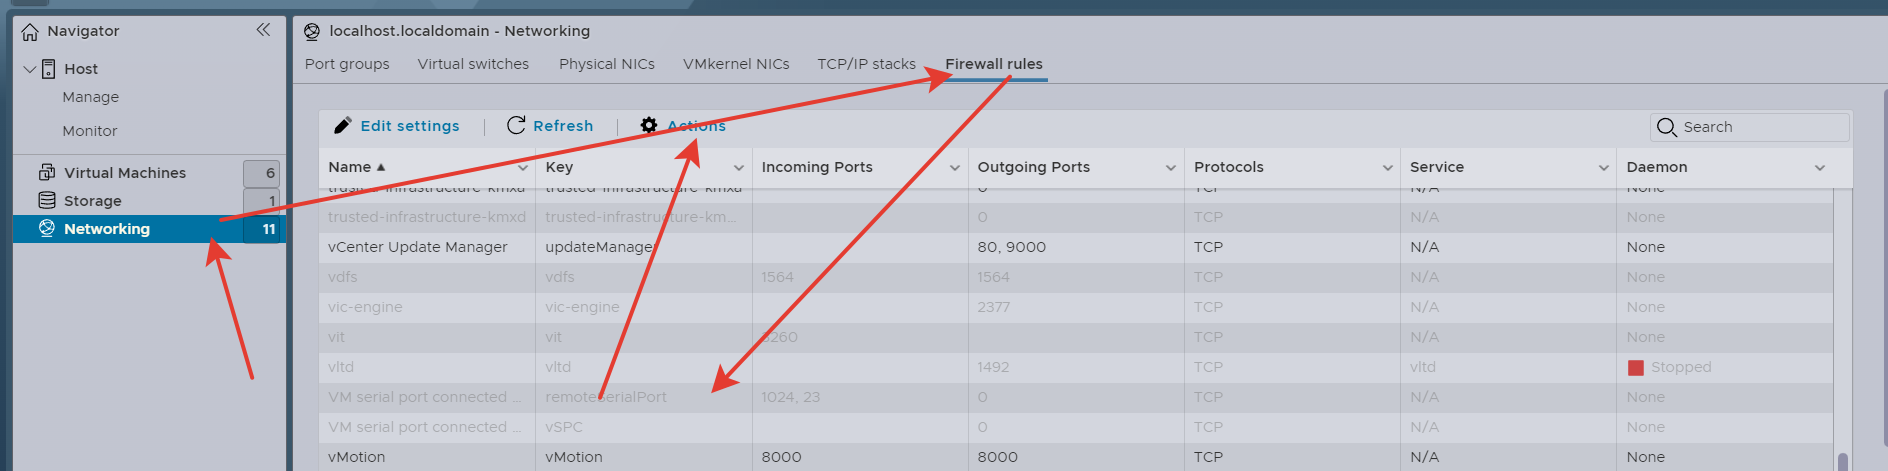 Navigator
localhost.localdomain - Networking
Host
Port groups Virtual switches Physical NICs VMkernel NICs TCP/IP stacks Firewall rules
Manage
Monitor
Edit settings Refresh Actions Search
Virtual Machines 6
Storage 1
Networking 11
Name Key Incoming Ports Outgoing Ports Protocols Service Daemon
trusted-infrastructure-kmxa trusted-infrastructure-kmxa 0 TCP N/A None
trusted-infrastructure-kmxd trusted-infrastructure-km... 0 TCP N/A None
vCenter Update Manager updateManager 80, 9000 TCP N/A None
vdfs vdfs 1564 1564 TCP N/A None
vic-engine vic-engine 2377 TCP N/A None
vit vit 3260 TCP N/A None
vltd vltd 1492 TCP vltd Stopped
VM serial port connected ... remoteSerialPort 1024, 23 0 TCP N/A None
VM serial port connected ... vSPC 0 TCP N/A None
vMotion vMotion 8000 8000 TCP N/A None